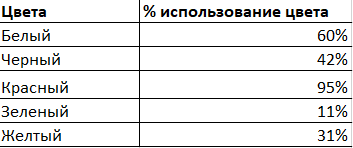 Цвета % использование цвета
Белый 60%
Черный 42%
Красный 95%
Зеленый 11%
Желтый 31%